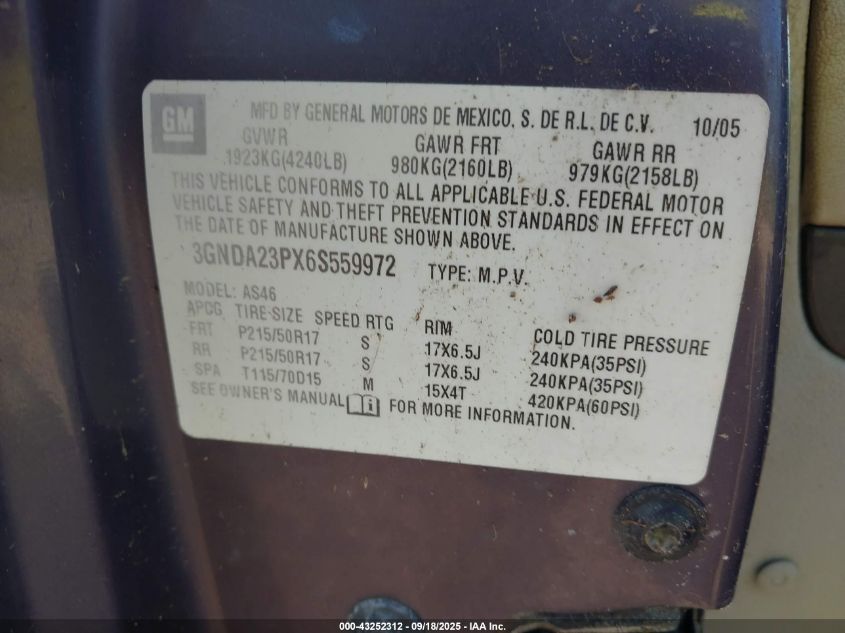 GM
MFD BY GENERAL MOTORS DE MEXICO, S. DE R.L. DE C.V. 10/05
GVWR GAWR FRT GAWR RR
1923KG(4240LB) 980KG(2160LB) 979KG(2158LB)
THIS VEHICLE CONFORMS TO ALL APPLICABLE U.S. FEDERAL MOTOR
VEHICLE SAFETY AND THEFT PREVENTION STANDARDS IN EFFECT ON
THE DATE OF MANUFACTURE SHOWN ABOVE.
3GNDA23PX6S559972 TYPE: M.P.V.
MODEL: AS46
APCG. TIRE-SIZE SPEED RTG RIM COLD TIRE PRESSURE
FRT P215/50R17 S 17X6.5J 240KPA(35PSI)
RR P215/50R17 S 17X6.5J 240KPA(35PSI)
SPA T115/70D15 M 15X4T 420KPA(60PSI)
SEE OWNER'S MANUAL FOR MORE INFORMATION.
000-43252312 - 09/18/2025 - IAA Inc.